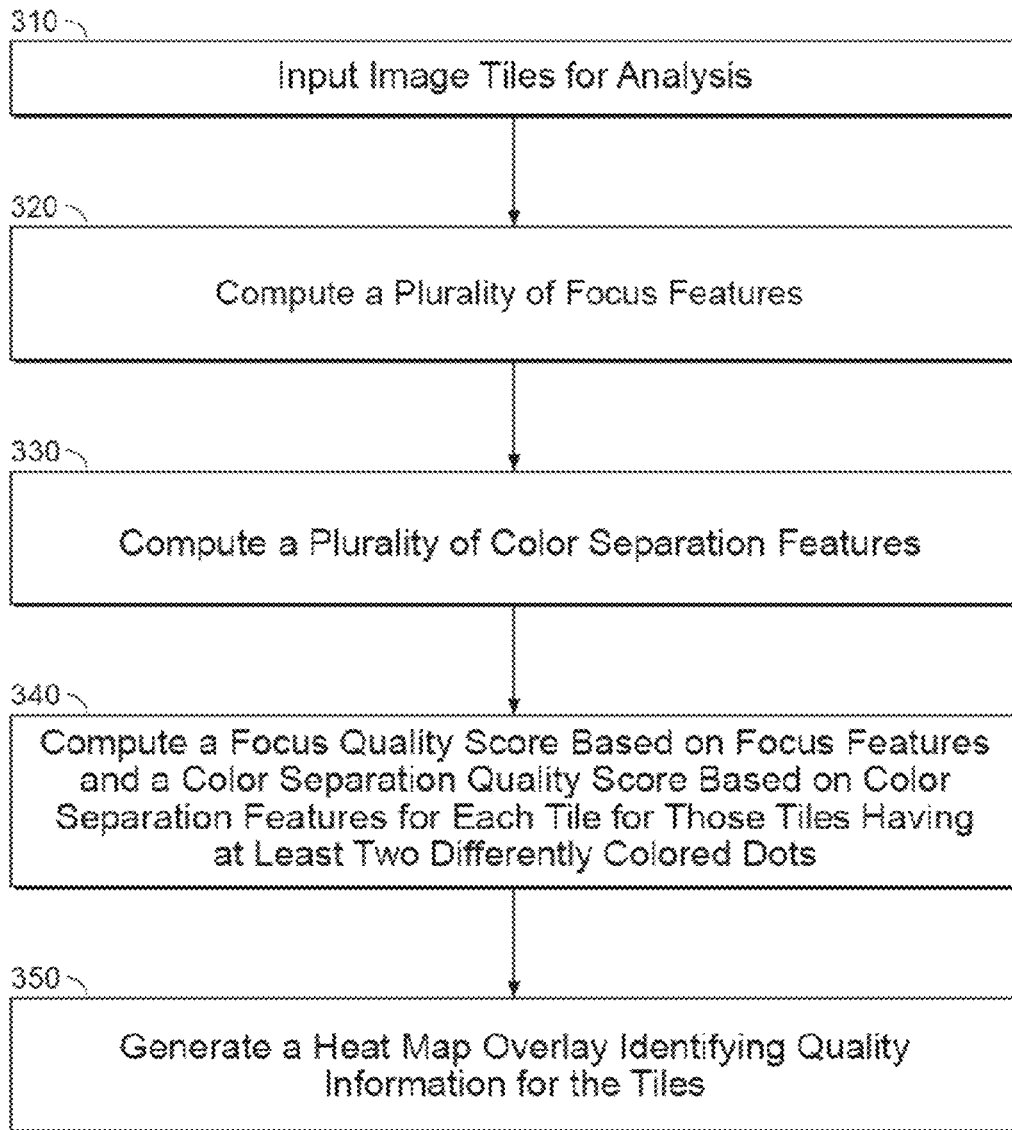 310
Input Image Tiles for Analysis
320
Compute a Plurality of Focus Features
330
Compute a Plurality of Color Separation Features
340
Compute a Focus Quality Score Based on Focus Features
and a Color Separation Quality Score Based on Color
Separation Features for Each Tile for Those Tiles Having
at Least Two Differently Colored Dots
350
Generate a Heat Map Overlay Identifying Quality
Information for the Tiles